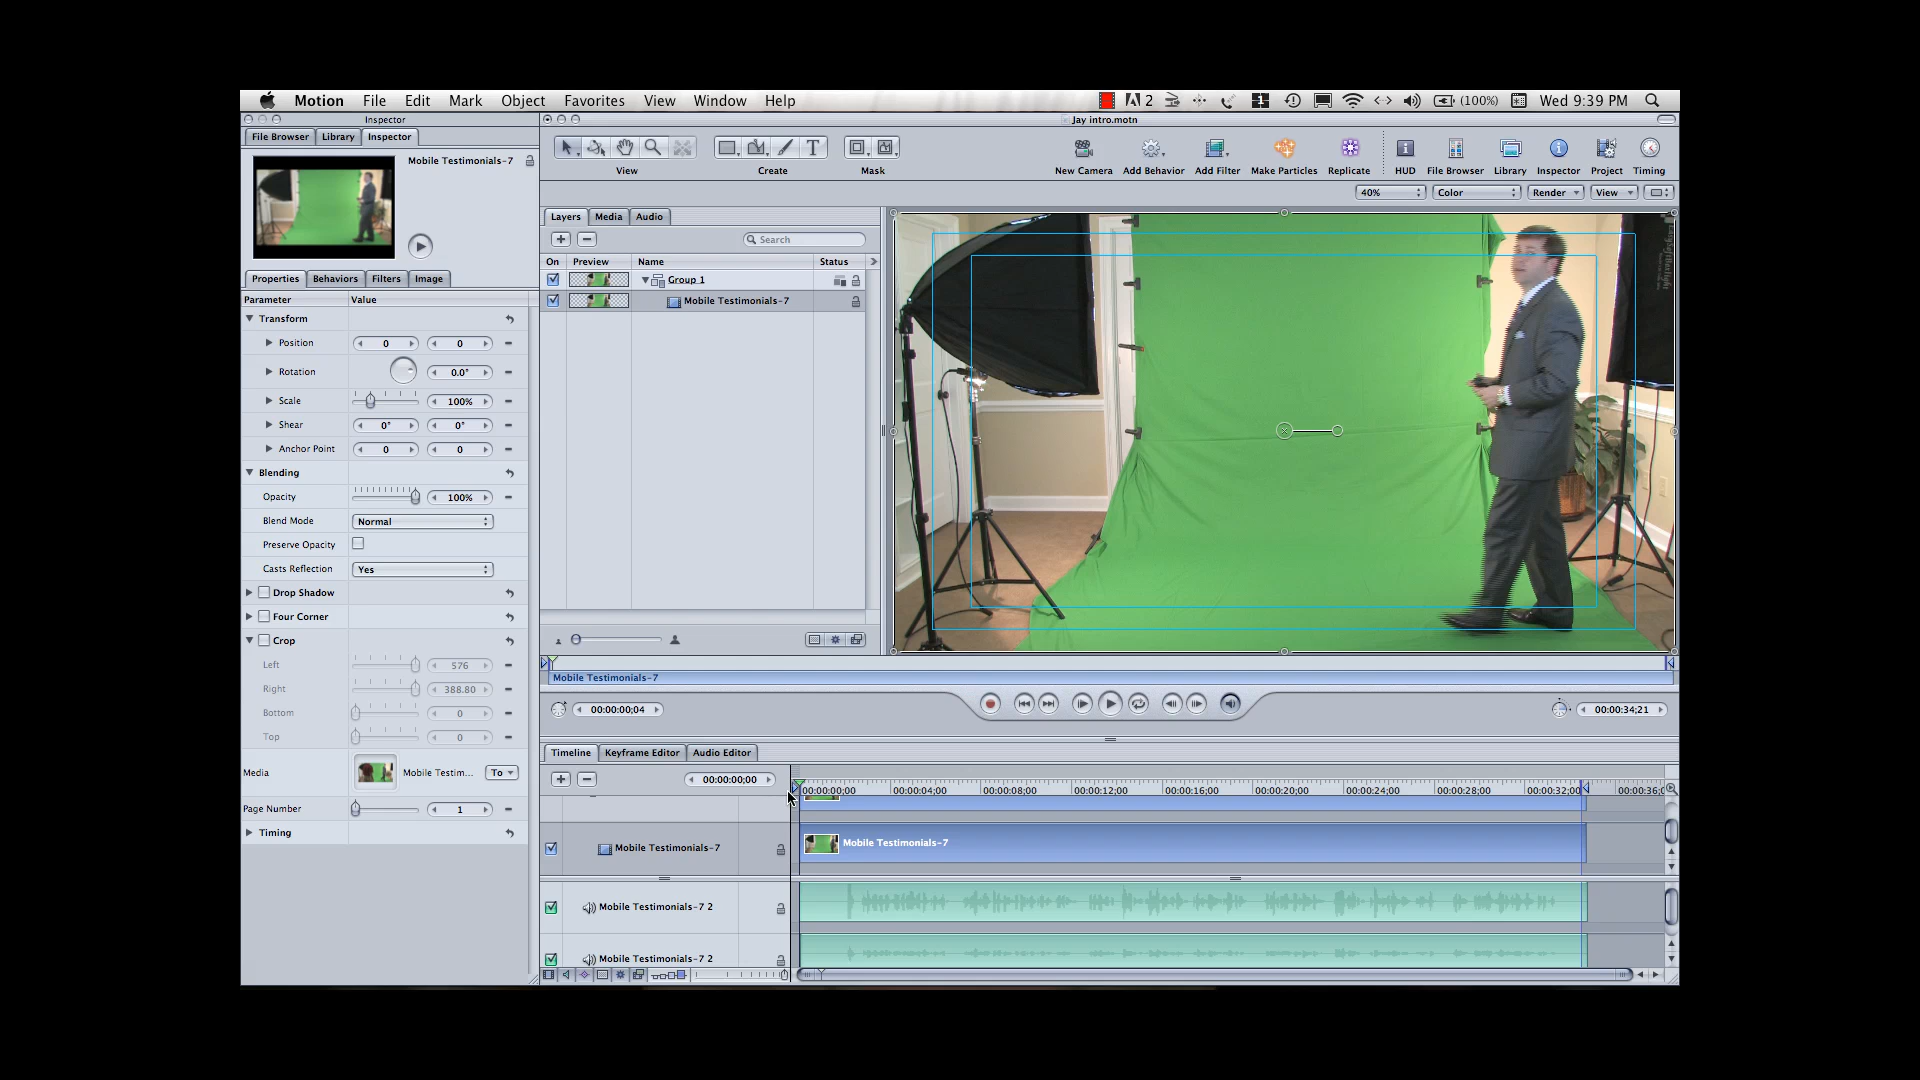 Motion File Edit Mark Object Favorites View Window Help 2 1 (100%) Wed 9:39 PM
Inspector
Jay intro.motn
File Browser Library Inspector
Mobile Testimonials-7
View Create Mask
New Camera Add Behavior Add Filter Make Particles Replicate HUD File Browser Library Inspector Project Timing
40% Color Render View
Layers Media Audio
Search
On Preview Name Status
Group 1
Mobile Testimonials-7
Properties Behaviors Filters Image
Parameter Value
Transform
Position 0 0
Rotation 0.0°
Scale 100%
Shear 0° 0°
Anchor Point 0 0
Blending
Opacity 100%
Blend Mode Normal
Preserve Opacity
Casts Reflection Yes
Drop Shadow
Four Corner
Crop
Left 576
Right 388.80
Bottom 0
Top 0
Media Mobile Testim... To
Page Number 1
Timing
Mobile Testimonials-7
00:00:00;04
00:00:34;21
Timeline Keyframe Editor Audio Editor
00:00:00;00
00:00:00;00 00:00:04;00 00:00:08;00 00:00:12;00 00:00:16;00 00:00:20;00 00:00:24;00 00:00:28;00 00:00:32;00 00:00:36;0
Mobile Testimonials-7 Mobile Testimonials-7
Mobile Testimonials-7 2
Mobile Testimonials-7 2